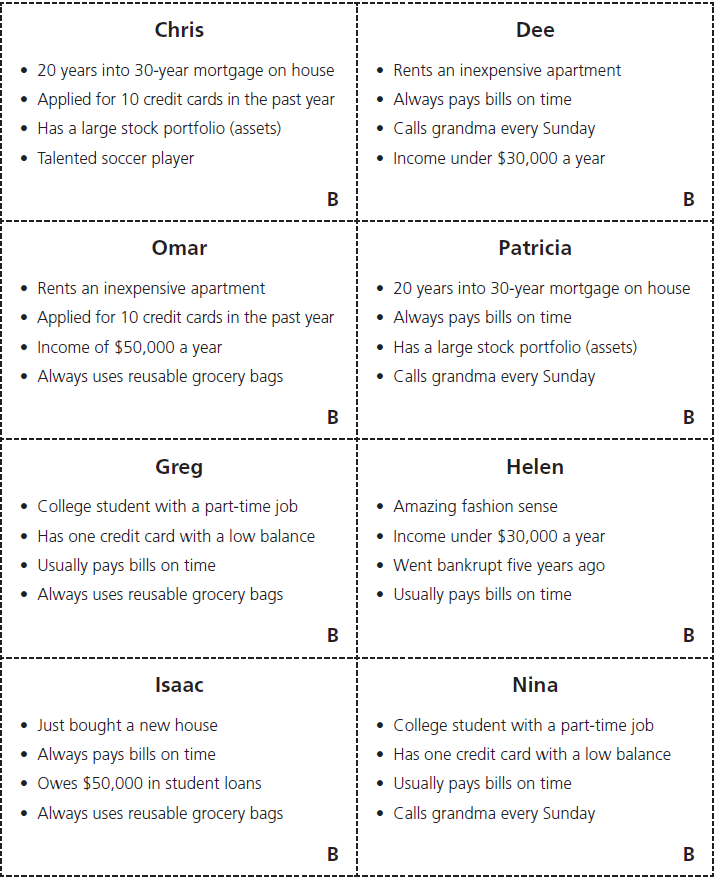 Chris
• 20 years into 30-year mortgage on house
• Applied for 10 credit cards in the past year
• Has a large stock portfolio (assets)
• Talented soccer player
B
Dee
• Rents an inexpensive apartment
• Always pays bills on time
• Calls grandma every Sunday
• Income under $30,000 a year
B
Omar
• Rents an inexpensive apartment
• Applied for 10 credit cards in the past year
• Income of $50,000 a year
• Always uses reusable grocery bags
B
Patricia
• 20 years into 30-year mortgage on house
• Always pays bills on time
• Has a large stock portfolio (assets)
• Calls grandma every Sunday
B
Greg
• College student with a part-time job
• Has one credit card with a low balance
• Usually pays bills on time
• Always uses reusable grocery bags
B
Helen
• Amazing fashion sense
• Income under $30,000 a year
• Went bankrupt five years ago
• Usually pays bills on time
B
Isaac
• Just bought a new house
• Always pays bills on time
• Owes $50,000 in student loans
• Always uses reusable grocery bags
B
Nina
• College student with a part-time job
• Has one credit card with a low balance
• Usually pays bills on time
• Calls grandma every Sunday
B